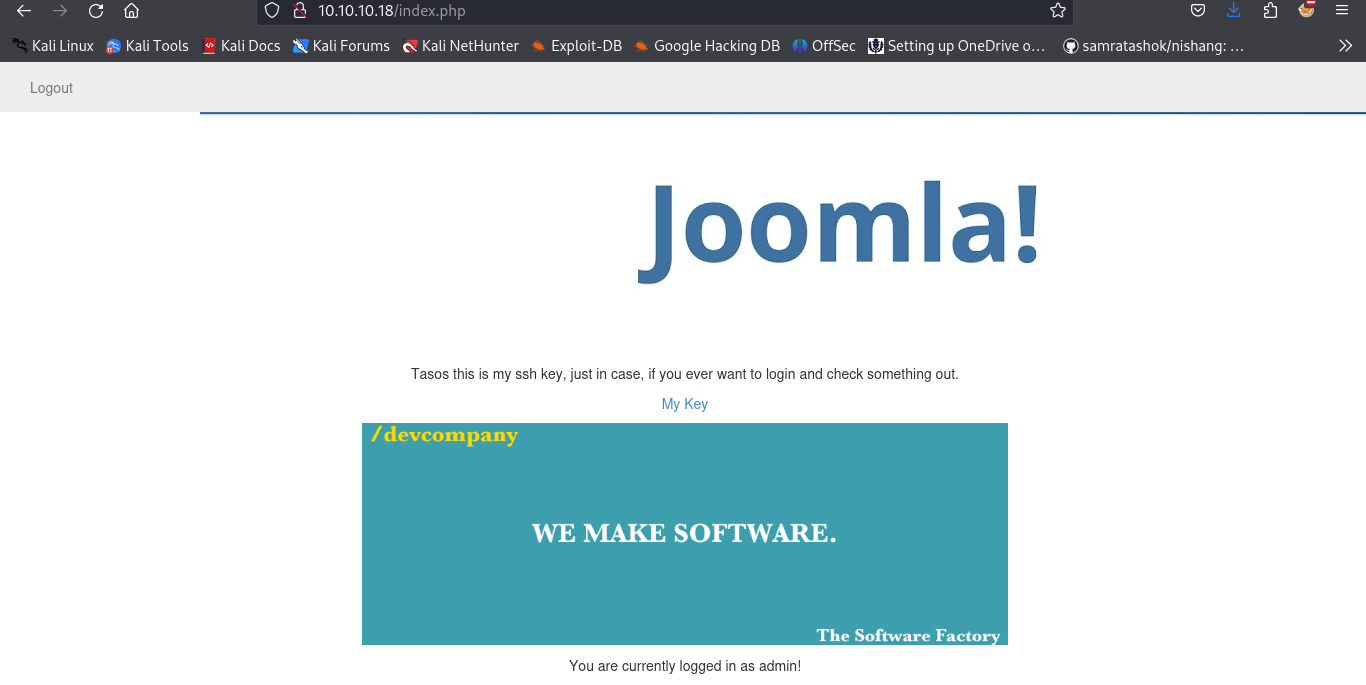 10.10.10.18/index.php
Kali Linux Kali Tools Kali Docs Kali Forums Kali NetHunter Exploit-DB Google Hacking DB OffSec Setting up OneDrive o… samratashok/nishang: …
Logout
Joomla!
Tasos this is my ssh key, just in case, if you ever want to login and check something out.
My Key
/devcompany
WE MAKE SOFTWARE.
The Software Factory
You are currently logged in as admin!